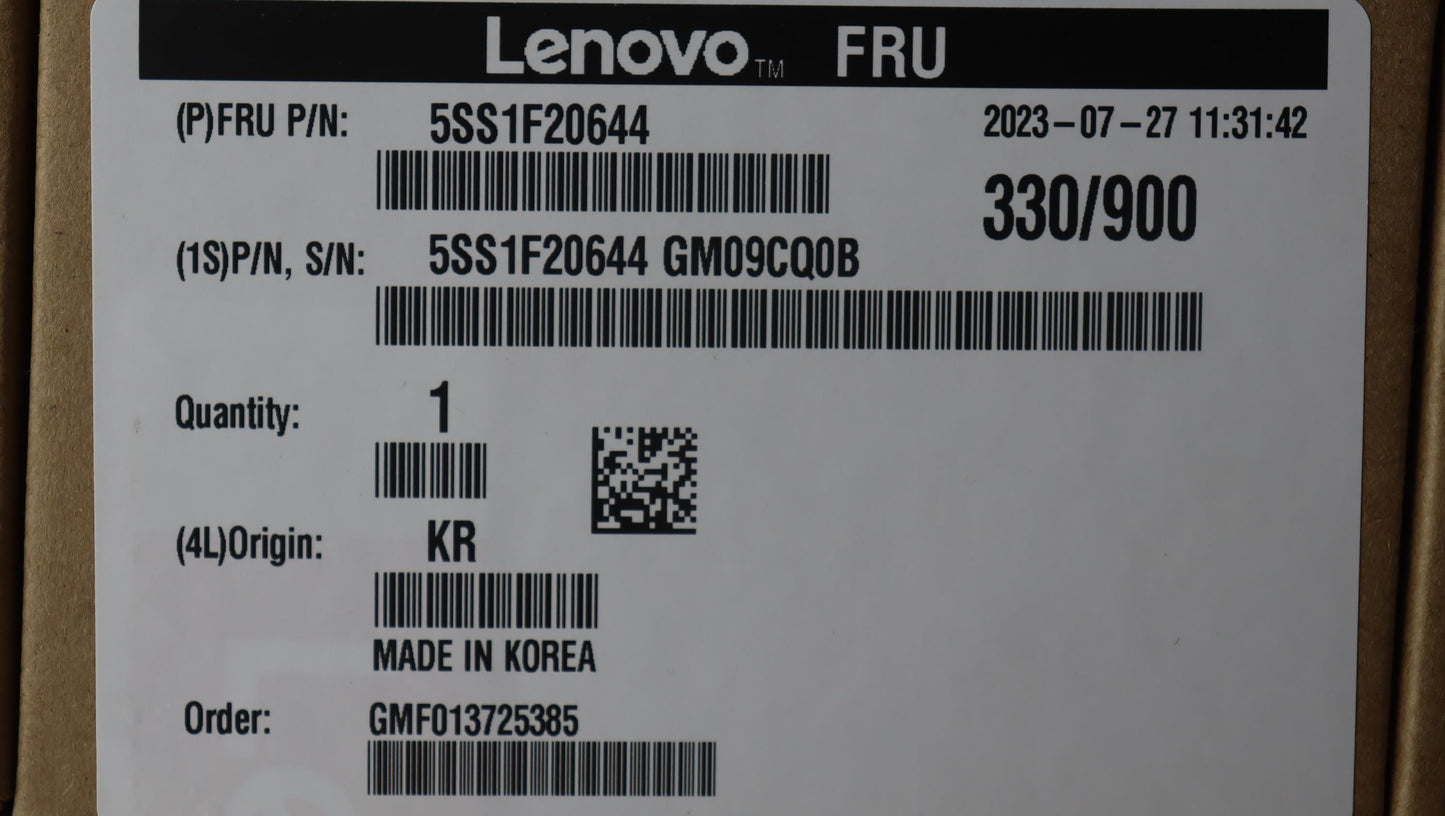 Lenovo™ FRU
(P)FRU P/N: 5SS1F20644 2023-07-27 11:31:42
330/900
(1S)P/N, S/N: 5SS1F20644 GM09CQ0B
Quantity: 1
(4L)Origin: KR
MADE IN KOREA
Order: GMF013725385